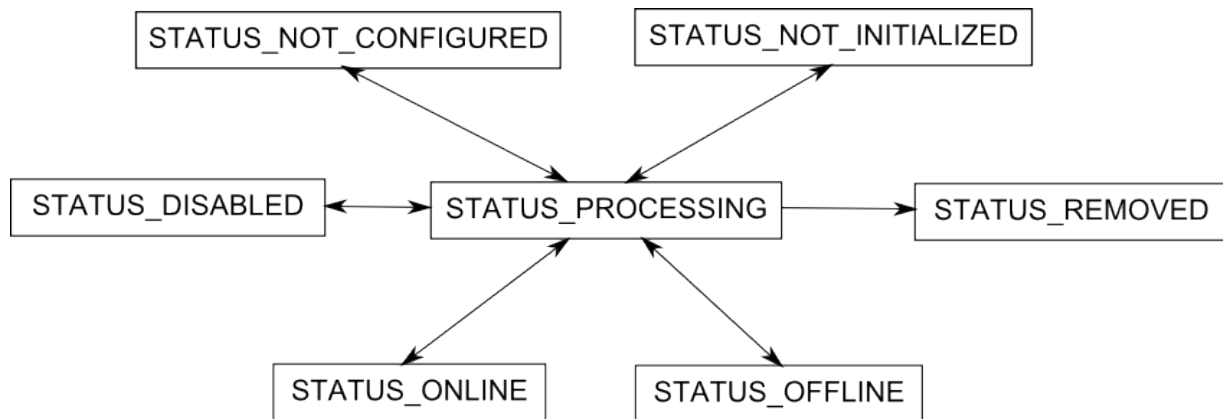 STATUS_NOT_CONFIGURED
STATUS_NOT_INITIALIZED
STATUS_DISABLED
STATUS_PROCESSING
STATUS_REMOVED
STATUS_ONLINE
STATUS_OFFLINE